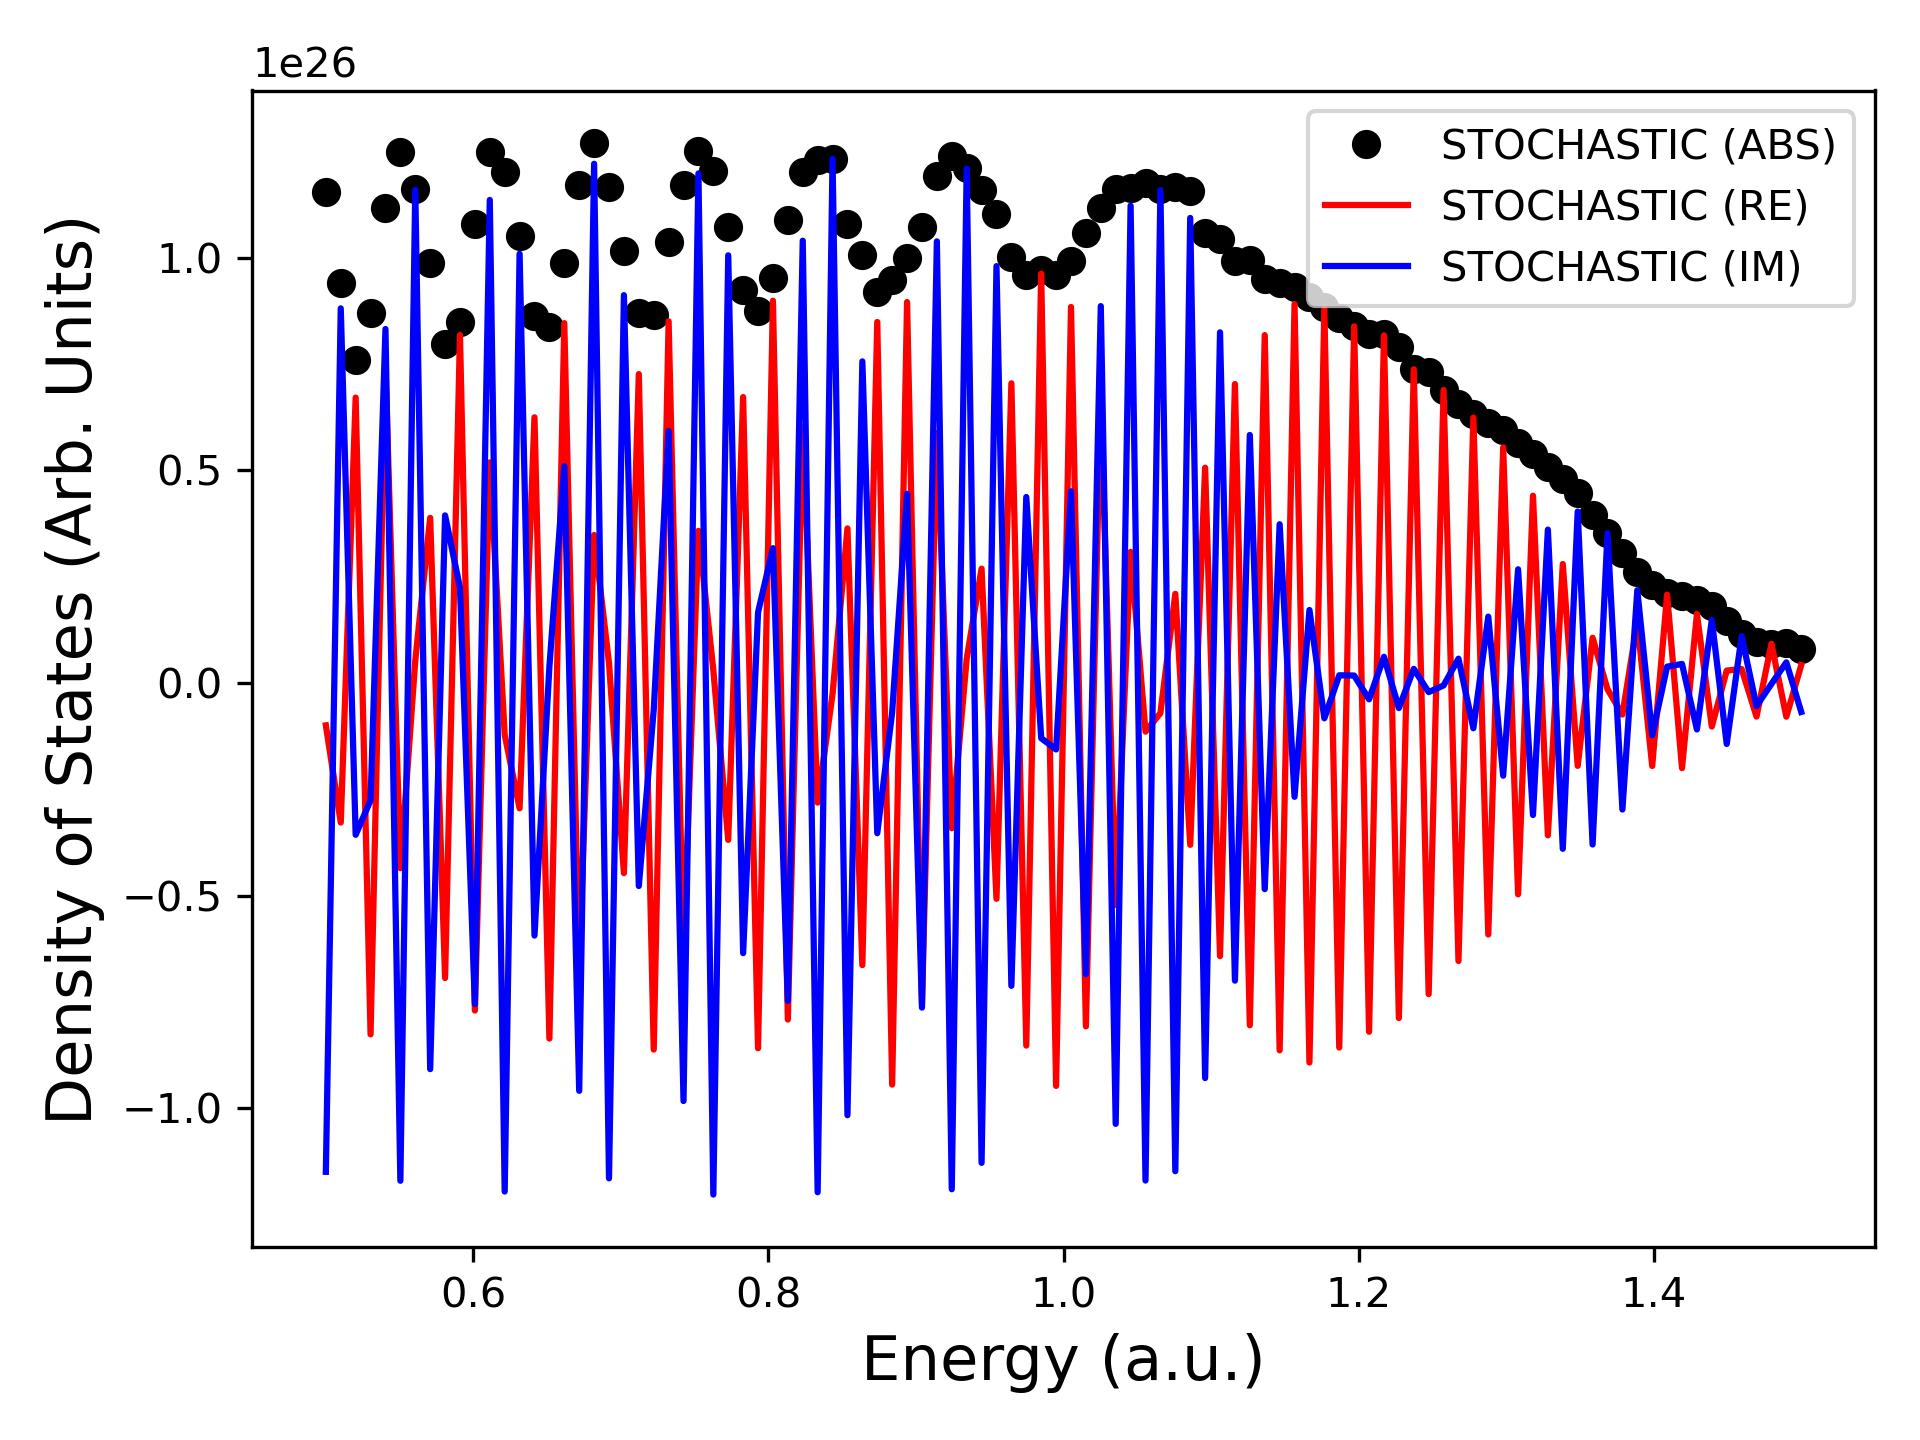 1e26
STOCHASTIC (ABS)
STOCHASTIC (RE)
STOCHASTIC (IM)
1.0
0.5
0.0
−0.5
−1.0
Density of States (Arb. Units)
0.6 0.8 1.0 1.2 1.4
Energy (a.u.)